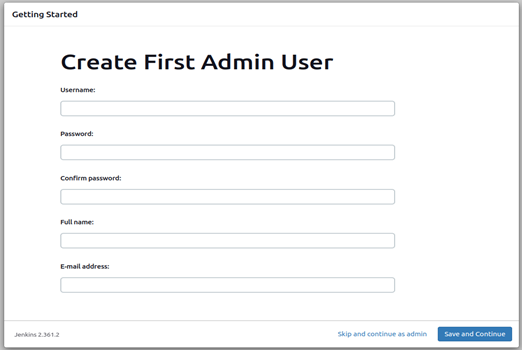 Getting Started
Create First Admin User
Username:
Password:
Confirm password:
Full name:
E-mail address:
Jenkins 2.361.2
Skip and continue as admin
Save and Continue